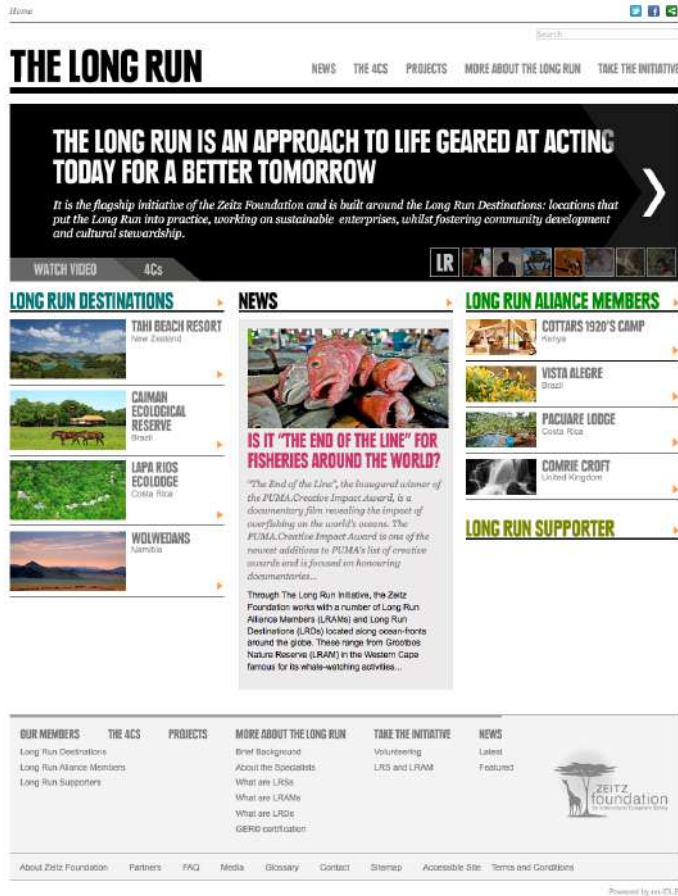 Home
Search
THE LONG RUN
NEWS THE 4CS PROJECTS MORE ABOUT THE LONG RUN TAKE THE INITIATIVE
THE LONG RUN IS AN APPROACH TO LIFE GEARED AT ACTING
TODAY FOR A BETTER TOMORROW
It is the flagship initiative of the Zeitz Foundation and is built around the Long Run Destinations: locations that
put the Long Run into practice, working on sustainable enterprises, whilst fostering community development
and cultural stewardship.
LR
WATCH VIDEO 4Cs
LONG RUN DESTINATIONS
TAHI BEACH RESORT
New Zealand
CAIMAN
ECOLOGICAL
RESERVE
Brazil
LAPA RIOS
ECOLODGE
Costa Rica
WOLWEDANS
Namibia
NEWS
IS IT "THE END OF THE LINE" FOR
FISHERIES AROUND THE WORLD?
"The End of the Line", the inaugural winner of
the PUMA.Creative Impact Award, is a
documentary film revealing the impact of
overfishing on the world's oceans. The
PUMA.Creative Impact Award is one of the
newest additions to PUMA's list of creative
awards and is focused on honouring
documentaries...
Through The Long Run Initiative, the Zeitz
Foundation works with a number of Long Run
Alliance Members (LRAMs) and Long Run
Destinations (LRDs) located along ocean-fronts
around the globe. These range from Grootbos
Nature Reserve (LRAM) in the Western Cape
famous for its whale-watching activities...
LONG RUN ALLIANCE MEMBERS
COTTARS 1920'S CAMP
Kenya
VISTA ALEGRE
Brazil
PACUARE LODGE
Costa Rica
COMRIE CROFT
United Kingdom
LONG RUN SUPPORTER
OUR MEMBERS THE 4CS PROJECTS MORE ABOUT THE LONG RUN TAKE THE INITIATIVE NEWS
Long Run Destinations Brief Background Volunteering Latest
Long Run Alliance Members About the Specialists LRS and LRAM Featured
Long Run Supporters What are LRSs
What are LRAMs
What are LRDs
GER® certification
ZEITZ
foundation
About Zeitz Foundation Partners FAQ Media Glossary Contact Sitemap Accessible Site Terms and Conditions
Powered by